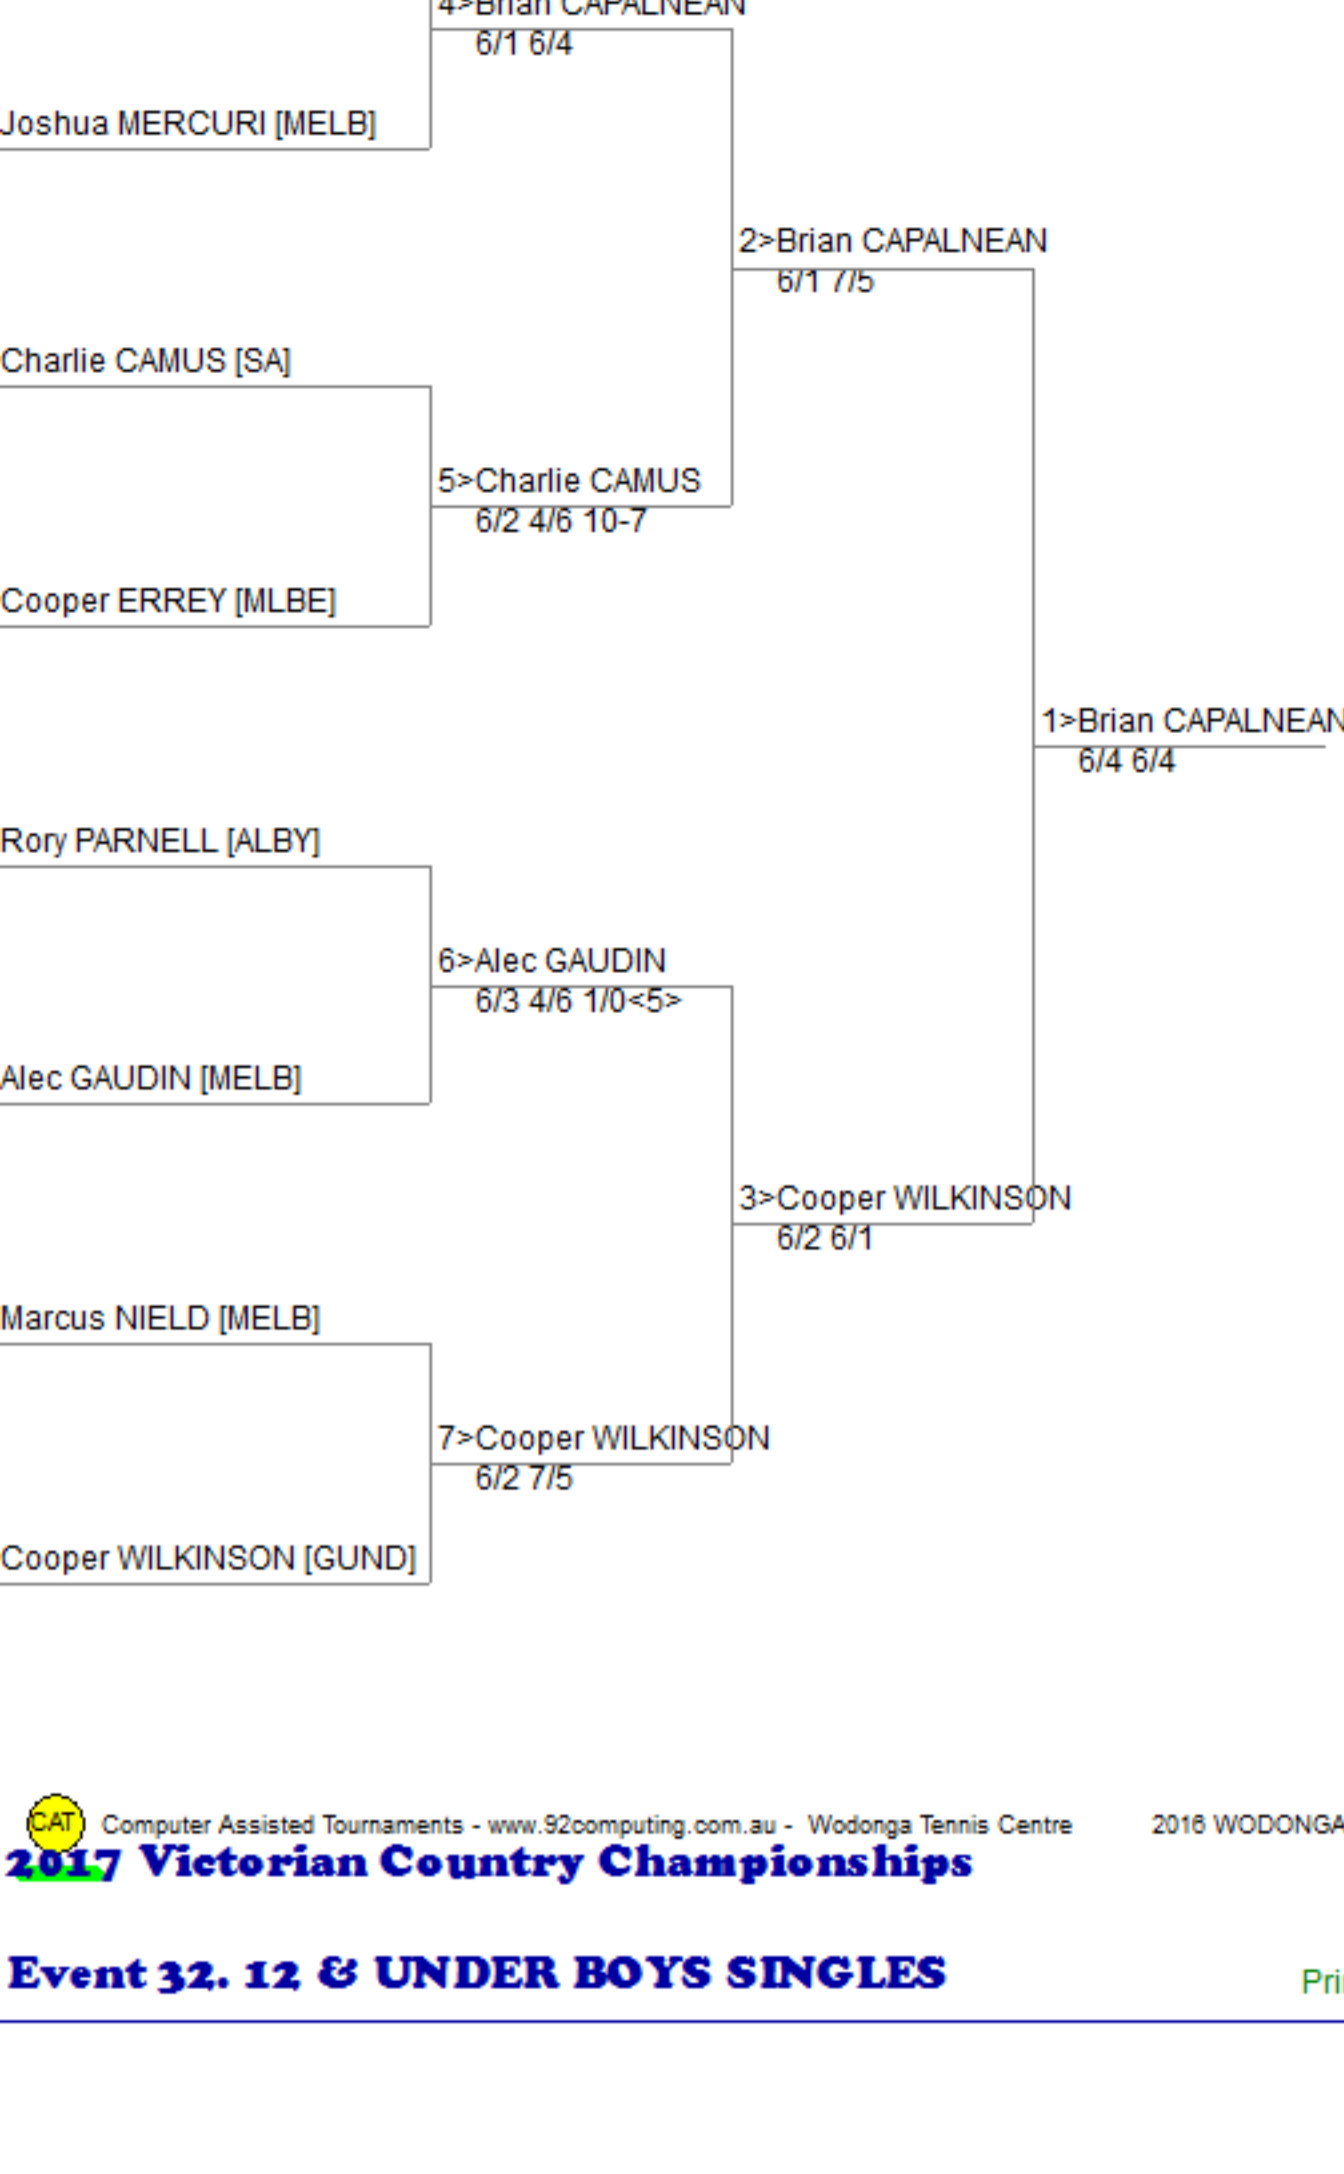 4>Brian CAPALNEAN
6/1 6/4
Joshua MERCURI [MELB]
2>Brian CAPALNEAN
6/1 7/5
Charlie CAMUS [SA]
5>Charlie CAMUS
6/2 4/6 10-7
Cooper ERREY [MLBE]
1>Brian CAPALNEAN
6/4 6/4
Rory PARNELL [ALBY]
6>Alec GAUDIN
6/3 4/6 1/0<5>
Alec GAUDIN [MELB]
3>Cooper WILKINSON
6/2 6/1
Marcus NIELD [MELB]
7>Cooper WILKINSON
6/2 7/5
Cooper WILKINSON [GUND]
CAT Computer Assisted Tournaments - www.92computing.com.au - Wodonga Tennis Centre 2016 WODONGA
2017 Victorian Country Championships
Event 32. 12 & UNDER BOYS SINGLES
Pri